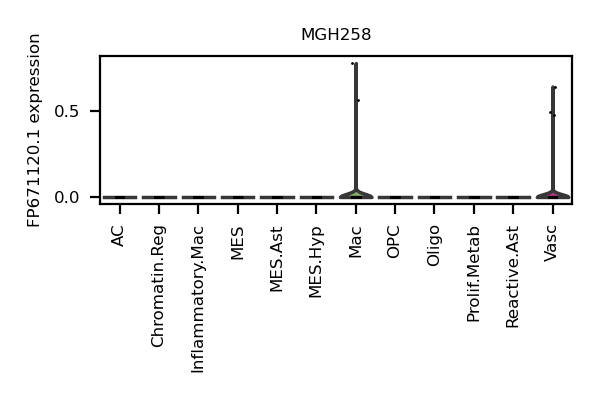 MGH258
FP671120.1 expression
0.5
0.0
AC
Chromatin.Reg
Inflammatory.Mac
MES
MES.Ast
MES.Hyp
Mac
OPC
Oligo
Prolif.Metab
Reactive.Ast
Vasc